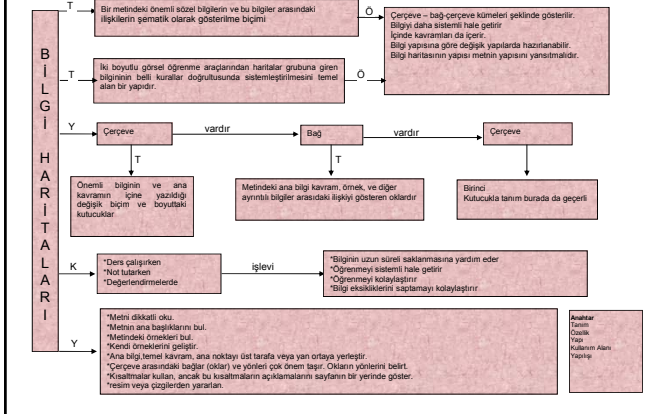 BİLGİ HARİTALARI
T
Bir metindeki önemli sözel bilgilerin ve bu bilgiler arasındaki
ilişkilerin şematik olarak gösterilme biçimi
Ö
Çerçeve – bağ-çerçeve kümeleri şeklinde gösterilir.
Bilgiyi daha sistemli hale getirir
İçinde kavramları da içerir.
Bilgi yapısına göre değişik yapılarda hazırlanabilir.
Bilgi haritasının yapısı metnin yapısını yansıtmalıdır.
T
İki boyutlu görsel öğrenme araçlarından haritalar grubuna giren
bilgininin belli kurallar doğrultusunda sistemleştirilmesini temel
alan bir yapıdır.
Ö
Y
Çerçeve
vardır
Bağ
vardır
Çerçeve
T
T
Önemli bilginin ve ana
kavramın içine yazıldığı
değişik biçim ve boyuttaki
kutucuklar
Metindeki ana bilgi kavram, örnek, ve diğer
ayrıntılı bilgiler arasıdaki ilişkiyi gösteren oklardır
Birinci
Kutucukla tanım burada da geçerli
K
*Ders çalışırken
*Not tutarken
*Değerlendirmelerde
işlevi
*Bilginin uzun süreli saklanmasına yardım eder
*Öğrenmeyi sistemli hale getirir
*Öğrenmeyi kolaylaştırır
*Bilgi eksikliklerini saptamayı kolaylaştırır
Y
*Metni dikkatli oku.
*Metnin ana başlıklarını bul.
*Metindeki örnekleri bul.
*Kendi örneklerini geliştir.
*Ana bilgi,temel kavram, ana noktayı üst tarafa veya yan ortaya yerleştir.
*Çerçeve arasındaki bağlar (oklar) ve yönleri çok önem taşır. Okların yönlerini belirt.
*Kısaltmalar kullan, ancak bu kısaltmaların açıklamalarını sayfanın bir yerinde göster.
*resim veya çizgilerden yararlan.
Anahtar
Tanım
Özellik
Yapı
Kullanım Alanı
Yapılışı